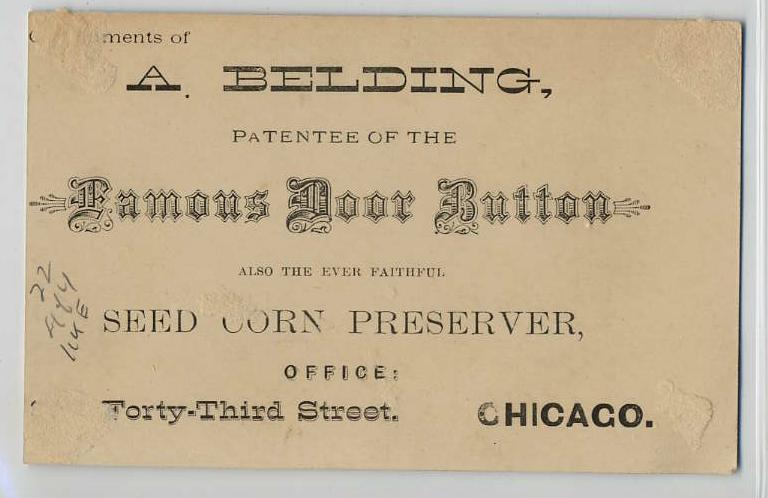 ments of
A. BELDING,
PATENTEE OF THE
Famous Door Button
ALSO THE EVER FAITHFUL
SEED CORN PRESERVER,
OFFICE:
Forty-Third Street. CHICAGO.
22